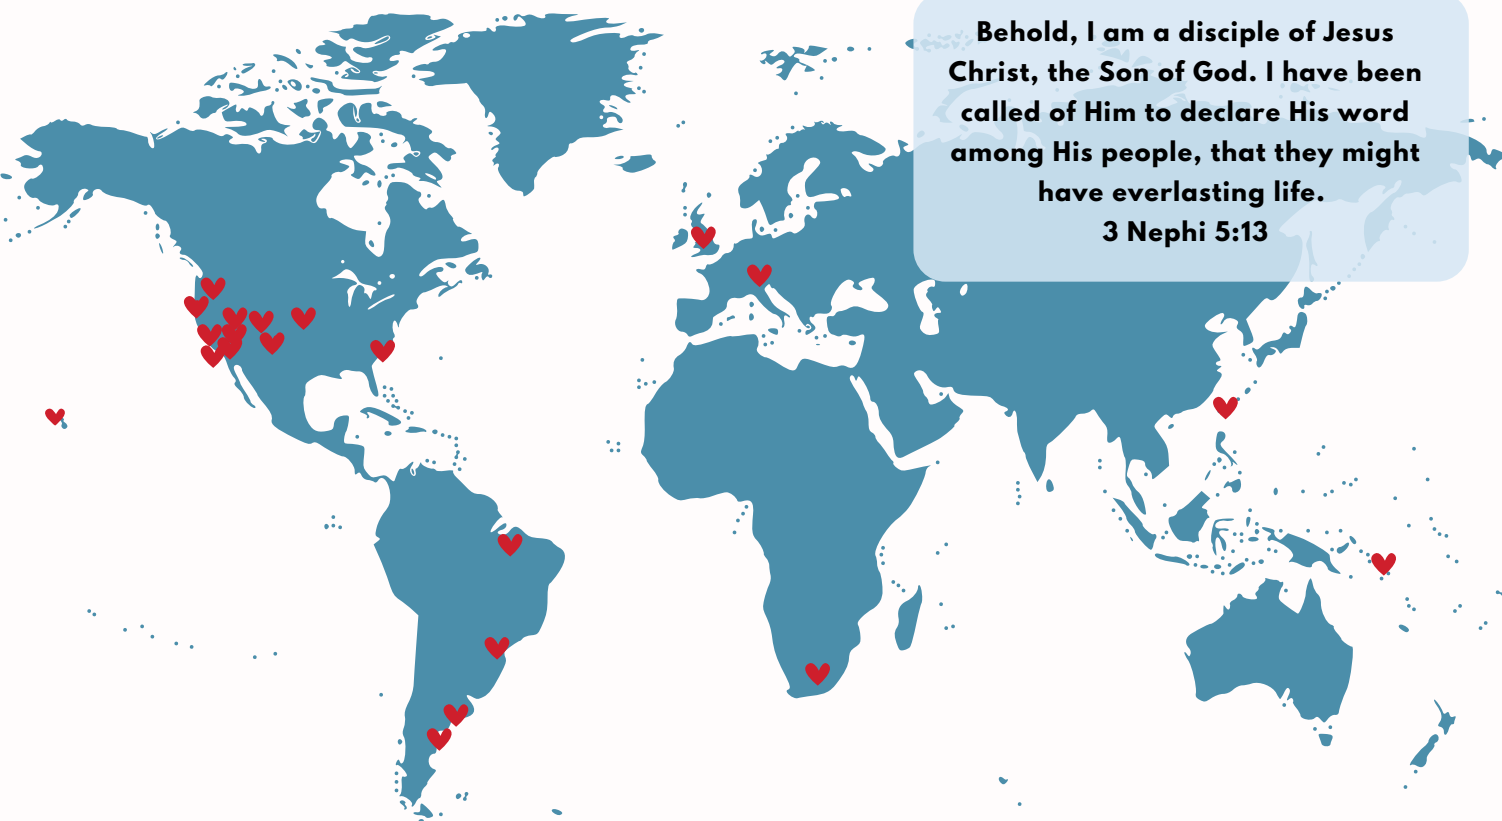 Behold, I am a disciple of Jesus
Christ, the Son of God. I have been
called of Him to declare His word
among His people, that they might
have everlasting life.
3 Nephi 5:13